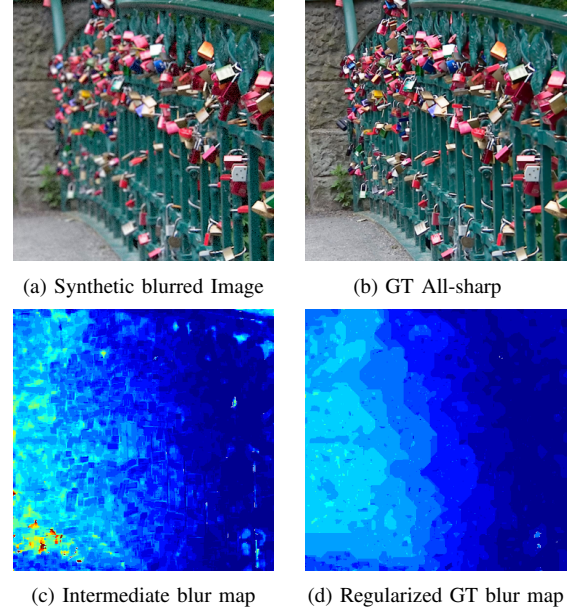 (a) Synthetic blurred Image
(b) GT All-sharp
(c) Intermediate blur map
(d) Regularized GT blur map